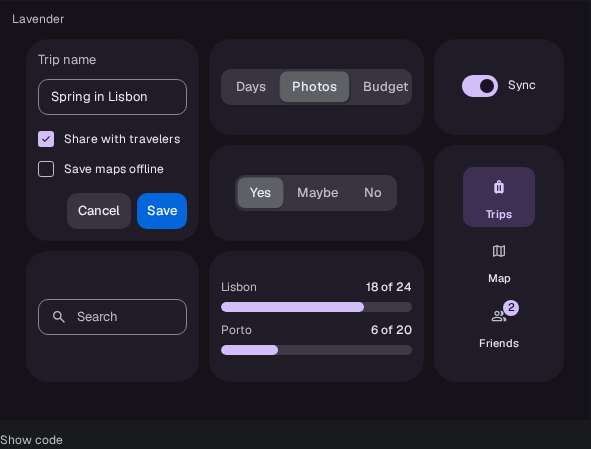 Lavender
Trip name
Spring in Lisbon
Share with travelers
Save maps offline
Cancel Save
Search
Days Photos Budget
Yes Maybe No
Lisbon 18 of 24
Porto 6 of 20
Sync
Trips
Map
2
Friends
Show code